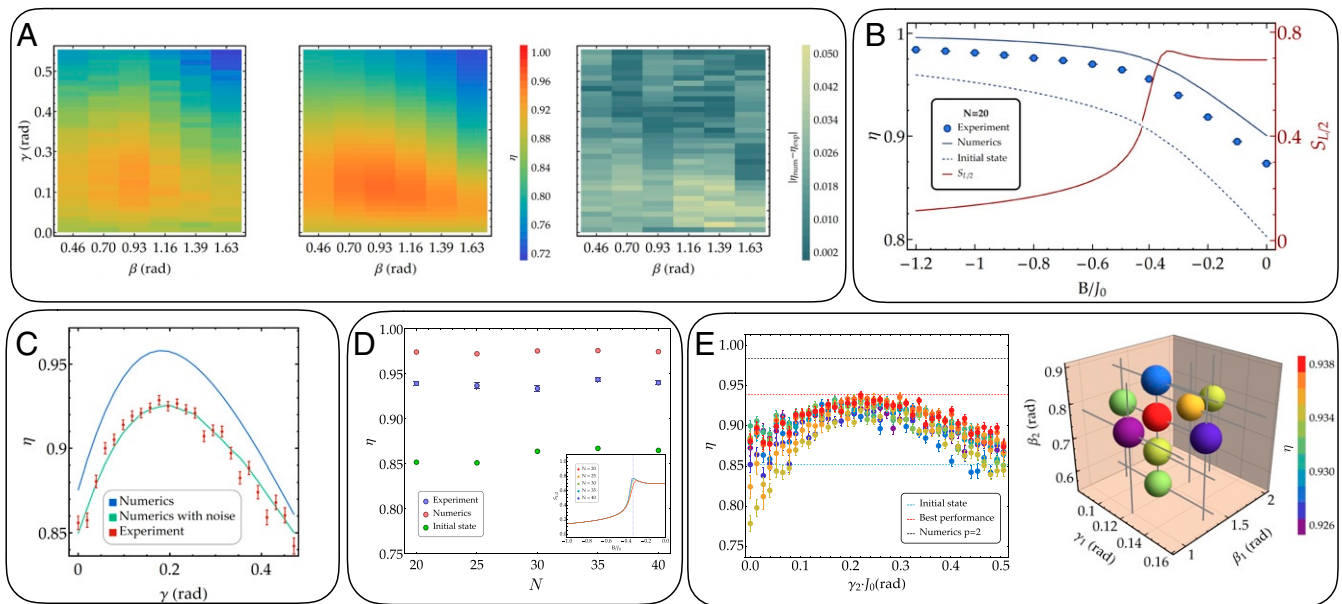 A
γ (rad)
0.5
0.4
0.3
0.1
0.0
0.46 0.70 0.93 1.16 1.39 1.63
β (rad)
0.46 0.70 0.93 1.16 1.39 1.63
β (rad)
1.00
0.96
0.92
0.88
0.84
0.80
0.76
0.72
η
0.46 0.70 0.93 1.16 1.39 1.63
β (rad)
|ηnum−ηexp|
0.050
0.042
0.034
0.026
0.018
0.010
0.002
B
η
1
0.9
0.8
N=20
Experiment
Numerics
Initial state
S_{L/2}
0.8
0.4
0
S_{L/2}
−1.2 −1 −0.8 −0.6 −0.4 −0.2 0
B/J₀
C
η
0.95
0.9
0.85
Numerics
Numerics with noise
Experiment
0 0.2 0.4
γ (rad)
D
η
1.00
0.95
0.90
0.85
0.80
0.75
Experiment
Numerics
Initial state
N = 20
N = 25
N = 30
N = 35
N = 40
B/J₀
20 25 30 35 40
N
E
η
1.00
0.95
0.90
0.85
0.80
0.75
Initial state
Best performance
Numerics p=2
0.0 0.1 0.2 0.3 0.4 0.5
γ₂·J₀(rad)
β₂ (rad)
0.9
0.8
0.7
0.6
0.1
0.12
0.14
0.16
γ₁ (rad)
1
1.5
2
β₁ (rad)
η
0.938
0.934
0.930
0.926